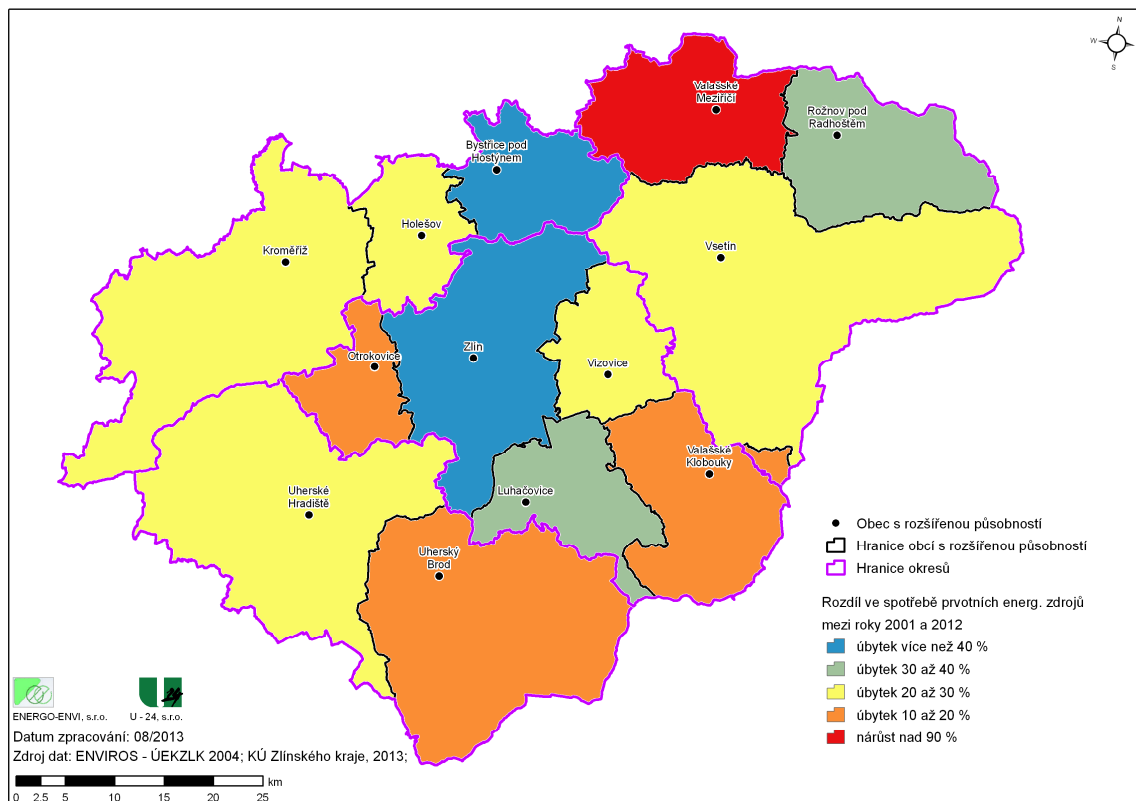 N
W
S
Valašské
Meziříčí
Rožnov pod
Radhoštěm
Bystřice pod
Hostýnem
Holešov
Kroměříž
Vsetín
Otrokovice
Zlín
Vizovice
Valašské
Klobouky
Luhačovice
Uherské
Hradiště
Uherský
Brod
Obec s rozšířenou působností
Hranice obcí s rozšířenou působností
Hranice okresů
Rozdíl ve spotřebě prvotních energ. zdrojů
mezi roky 2001 a 2012
úbytek více než 40 %
úbytek 30 až 40 %
úbytek 20 až 30 %
úbytek 10 až 20 %
nárůst nad 90 %
ENERGO-ENVI, s.r.o. U - 24, s.r.o.
Datum zpracování: 08/2013
Zdroj dat: ENVIROS - ÚEKZLK 2004; KÚ Zlínského kraje, 2013;
km
0 2.5 5 10 15 20 25